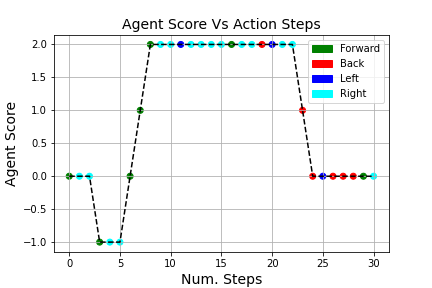 Agent Score Vs Action Steps
2.0
1.5
1.0
0.5
0.0
−0.5
−1.0
Agent Score
Forward
Back
Left
Right
0 5 10 15 20 25 30
Num. Steps